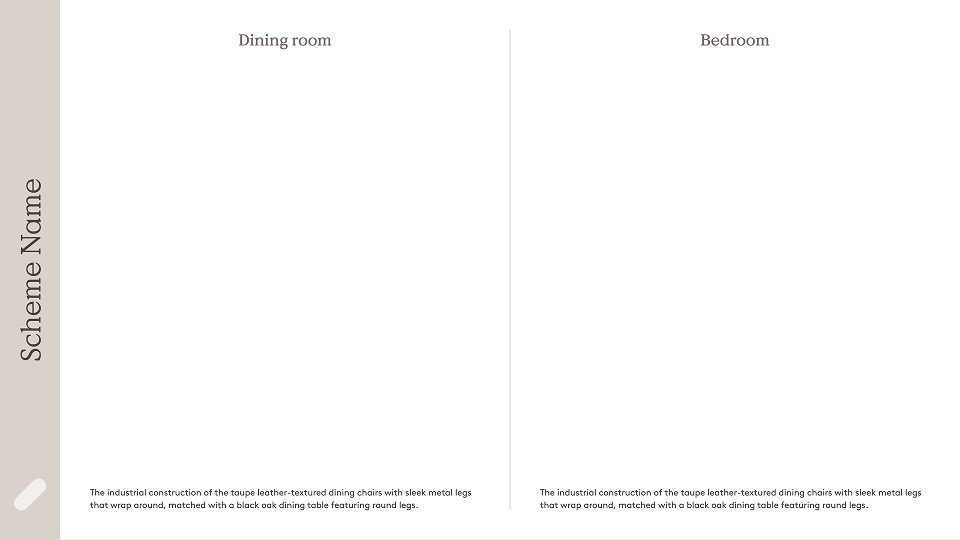 Scheme Name
Dining room
The industrial construction of the taupe leather-textured dining chairs with sleek metal legs
that wrap around, matched with a black oak dining table featuring round legs.
Bedroom
The industrial construction of the taupe leather-textured dining chairs with sleek metal legs
that wrap around, matched with a black oak dining table featuring round legs.